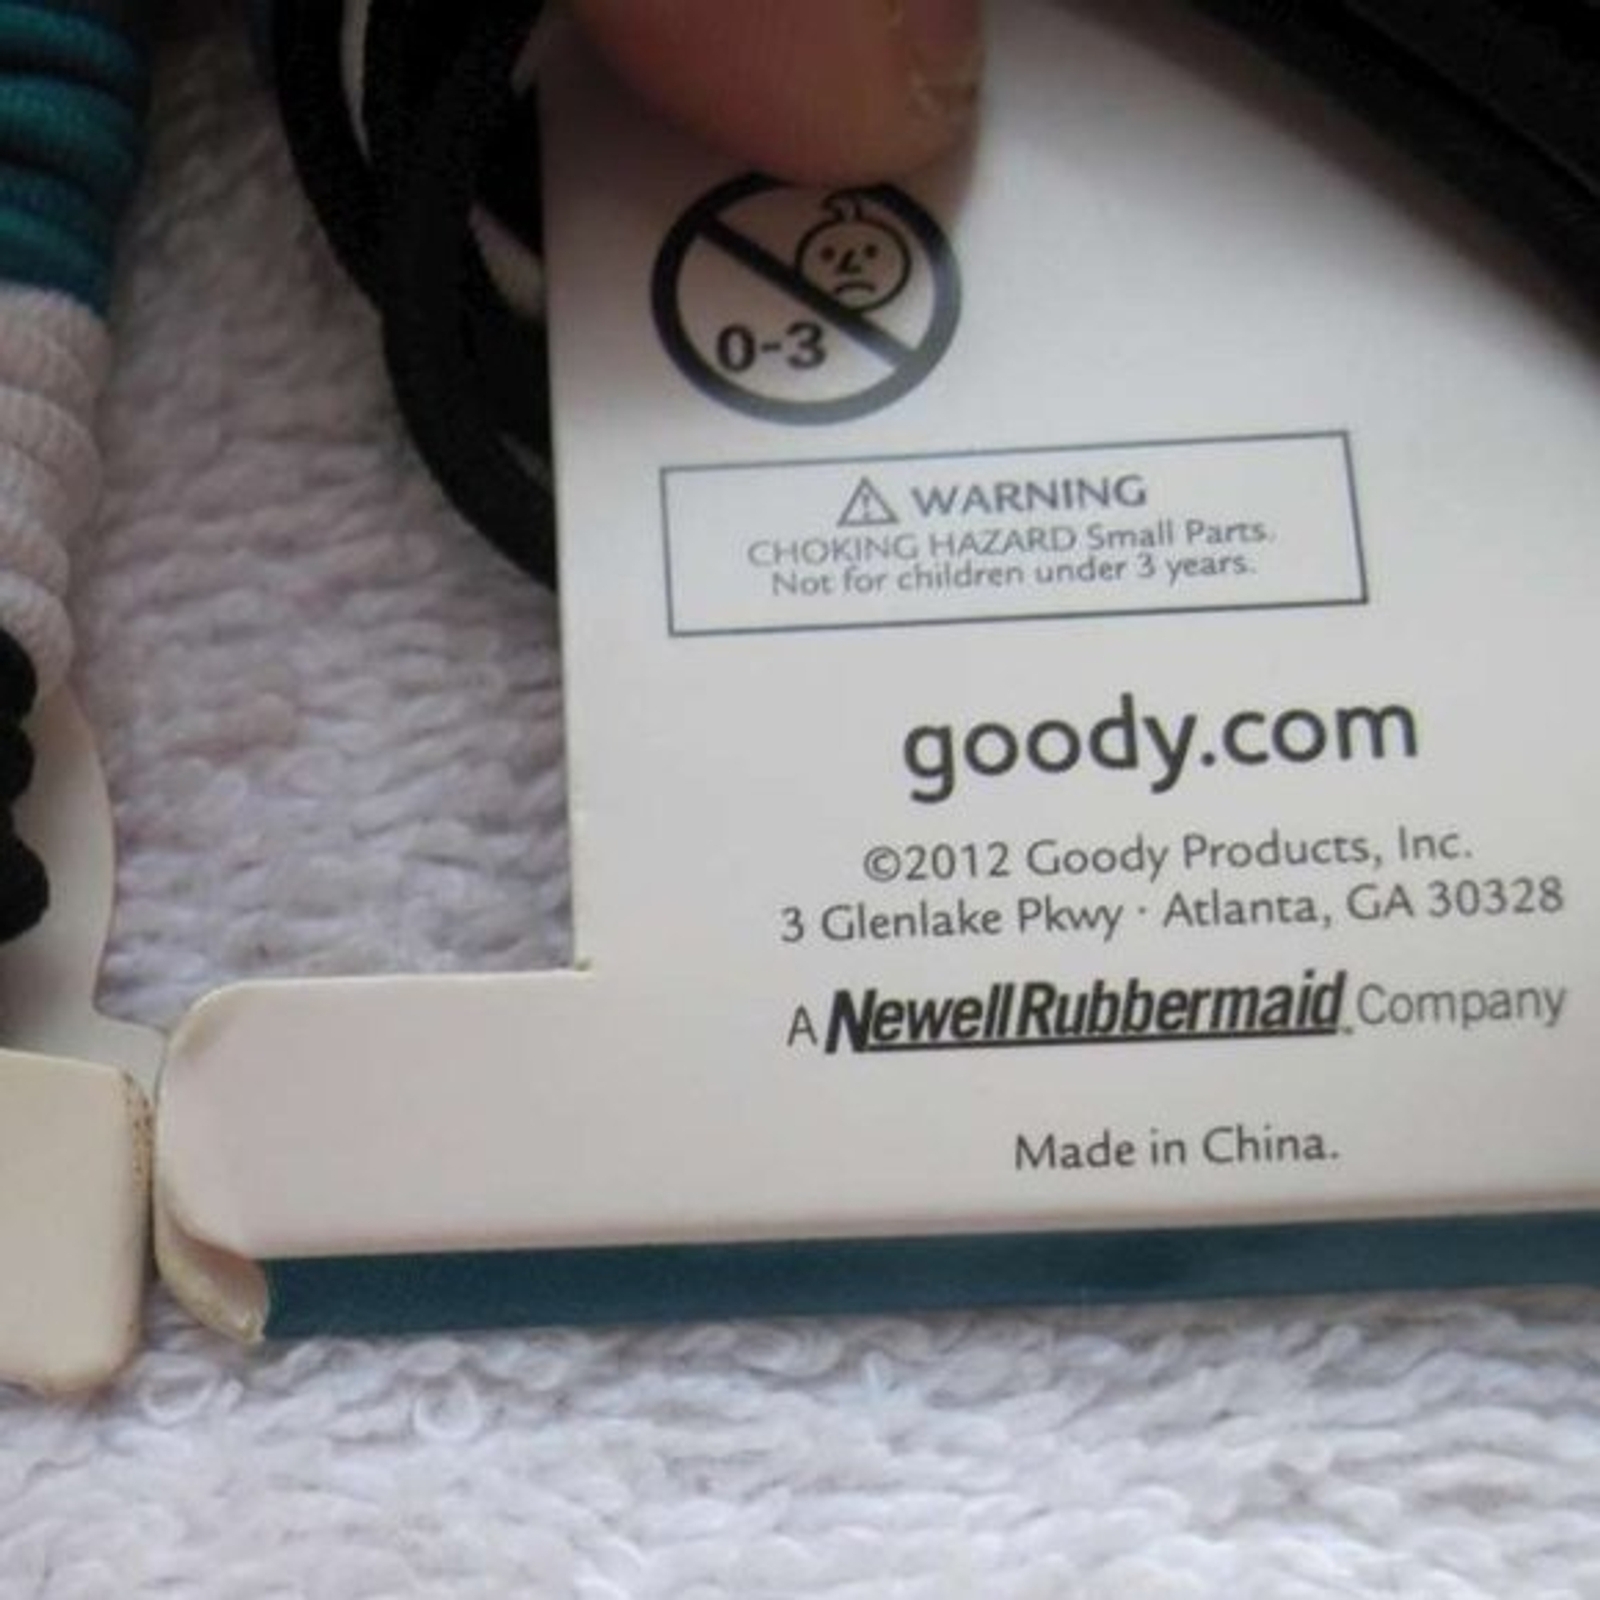 0-3
⚠ WARNING
CHOKING HAZARD Small Parts.
Not for children under 3 years.
goody.com
©2012 Goody Products, Inc.
3 Glenlake Pkwy · Atlanta, GA 30328
A NewellRubbermaid Company
Made in China.